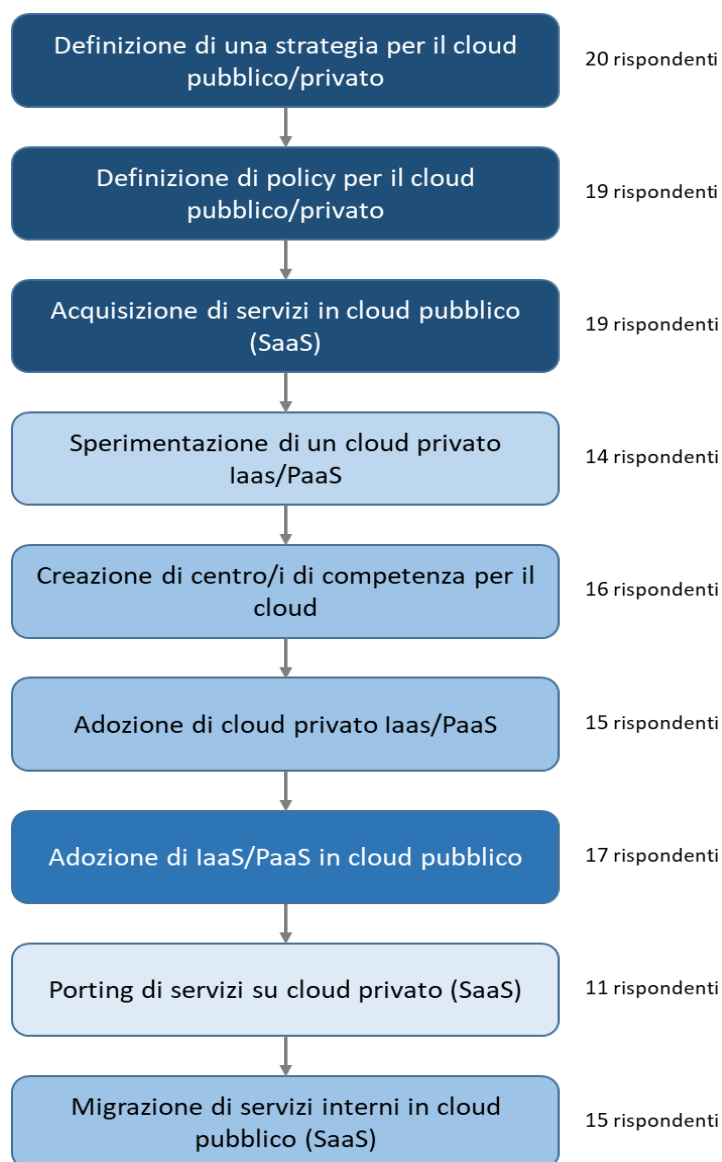 Definizione di una strategia per il cloud
pubblico/privato
20 rispondenti
Definizione di policy per il cloud
pubblico/privato
19 rispondenti
Acquisizione di servizi in cloud pubblico
(SaaS)
19 rispondenti
Sperimentazione di un cloud privato
Iaas/PaaS
14 rispondenti
Creazione di centro/i di competenza per il
cloud
16 rispondenti
Adozione di cloud privato Iaas/PaaS
15 rispondenti
Adozione di IaaS/PaaS in cloud pubblico
17 rispondenti
Porting di servizi su cloud privato (SaaS)
11 rispondenti
Migrazione di servizi interni in cloud
pubblico (SaaS)
15 rispondenti